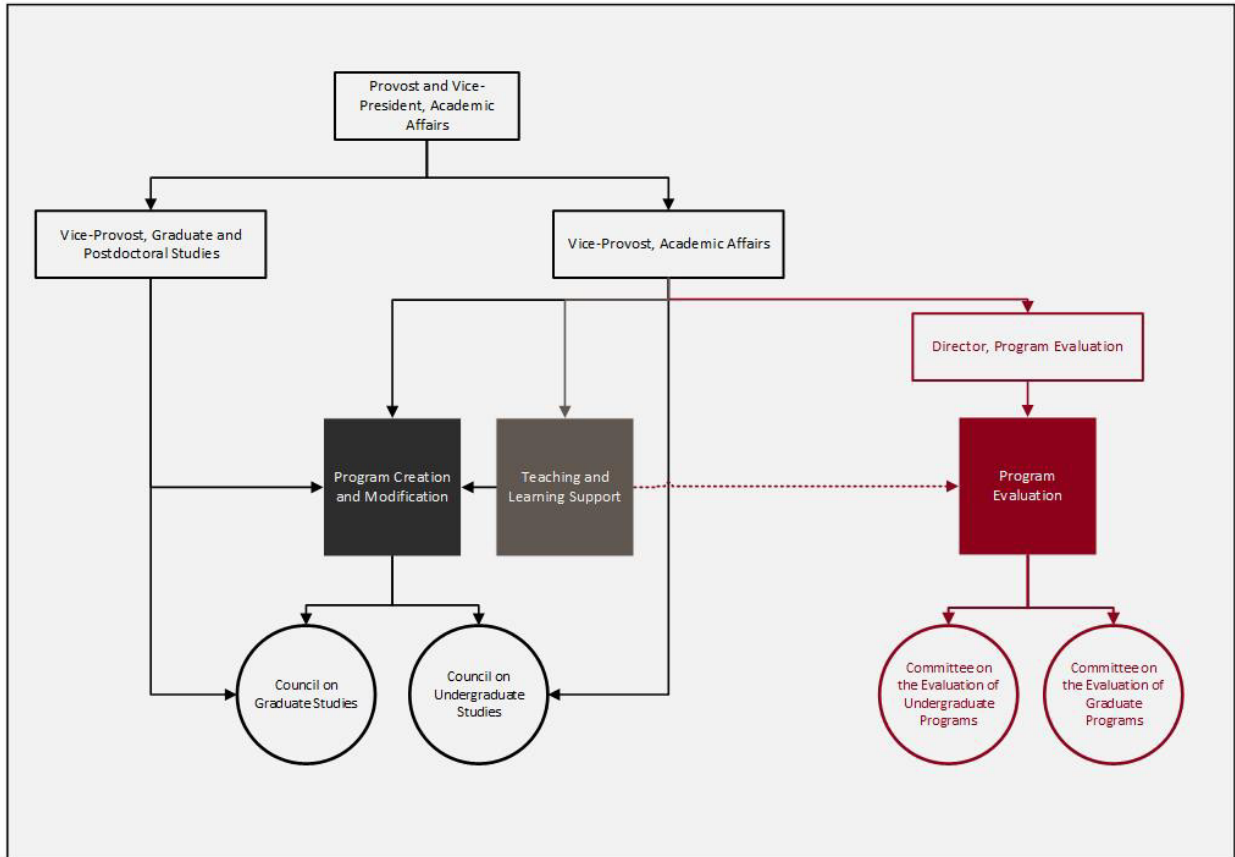 Provost and Vice-
President, Academic
Affairs
Vice-Provost, Graduate and
Postdoctoral Studies
Vice-Provost, Academic Affairs
Director, Program Evaluation
Program Creation
and Modification
Teaching and
Learning Support
Program
Evaluation
Council on
Graduate Studies
Council on
Undergraduate
Studies
Committee on
the Evaluation of
Undergraduate
Programs
Committee on
the Evaluation of
Graduate
Programs